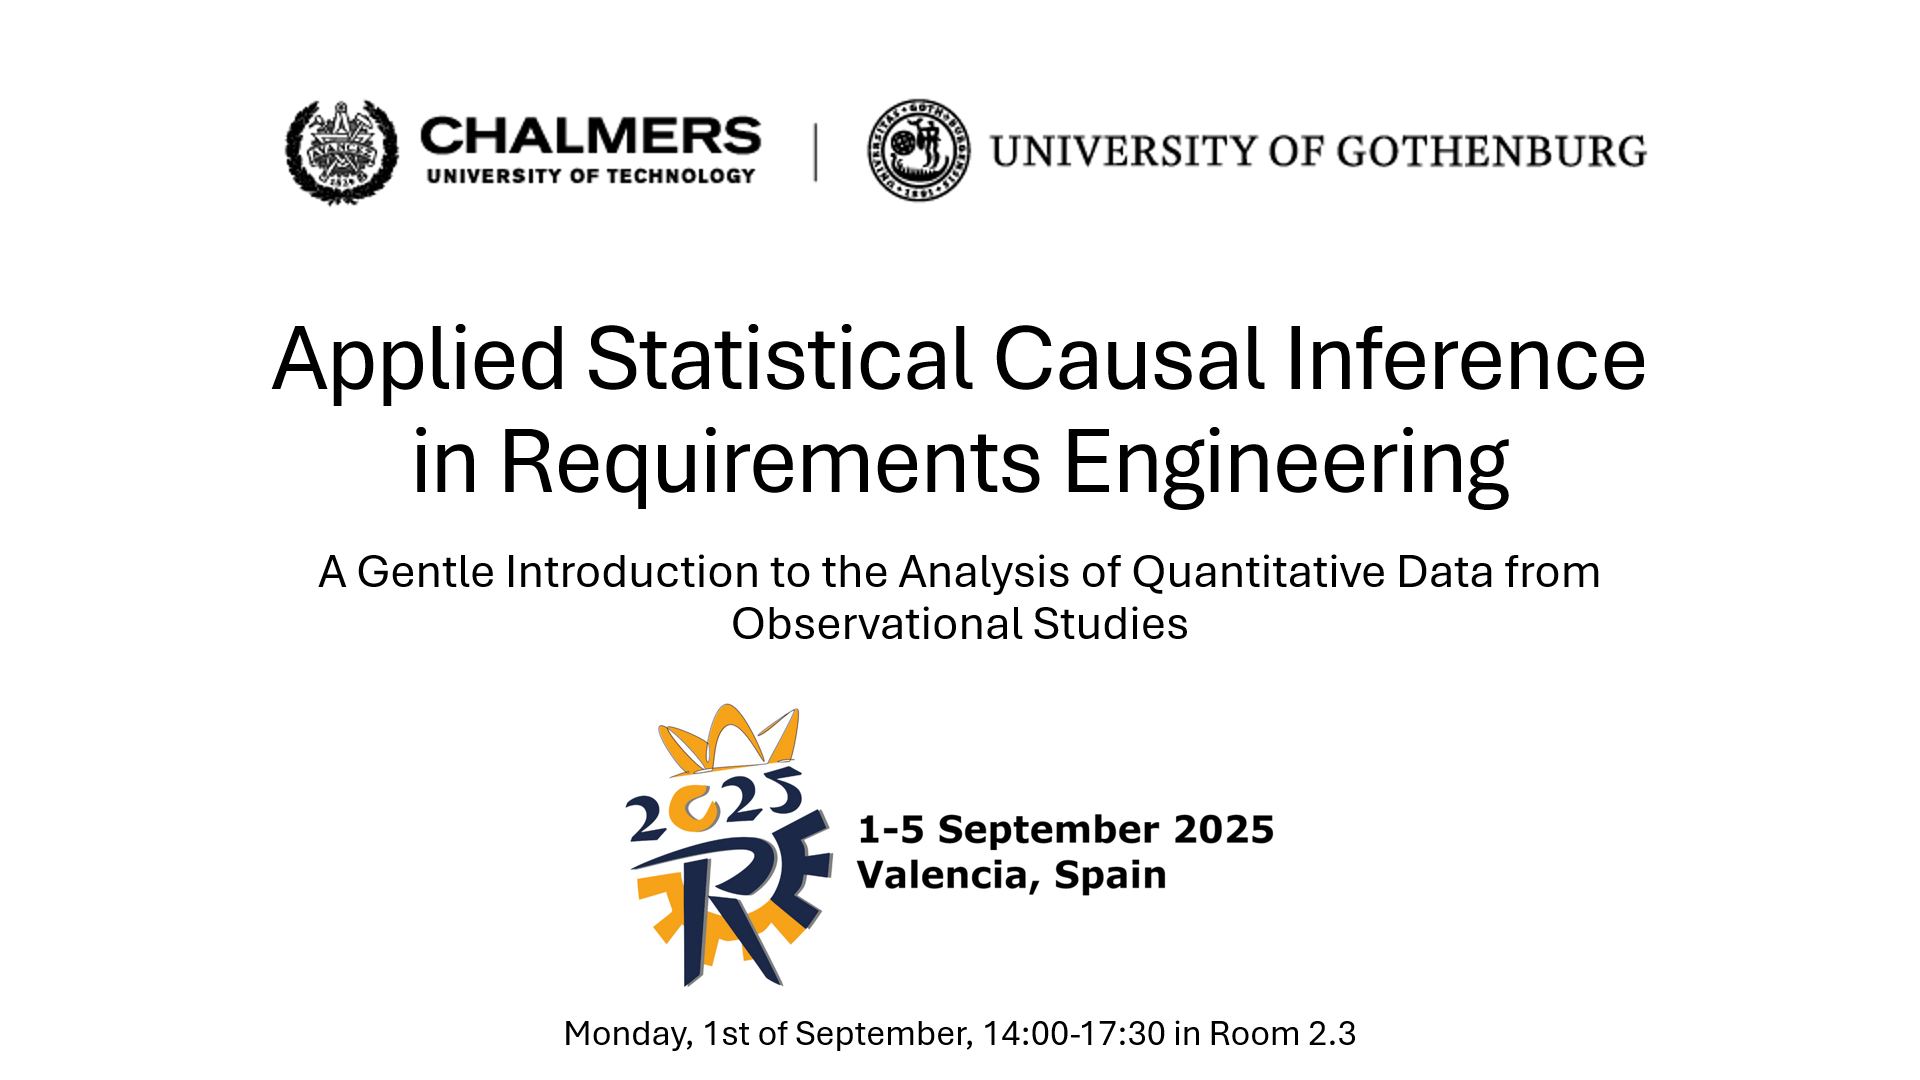 CHALMERS
UNIVERSITY OF TECHNOLOGY
UNIVERSITY OF GOTHENBURG
Applied Statistical Causal Inference
in Requirements Engineering
A Gentle Introduction to the Analysis of Quantitative Data from
Observational Studies
2025
RE
1-5 September 2025
Valencia, Spain
Monday, 1st of September, 14:00-17:30 in Room 2.3